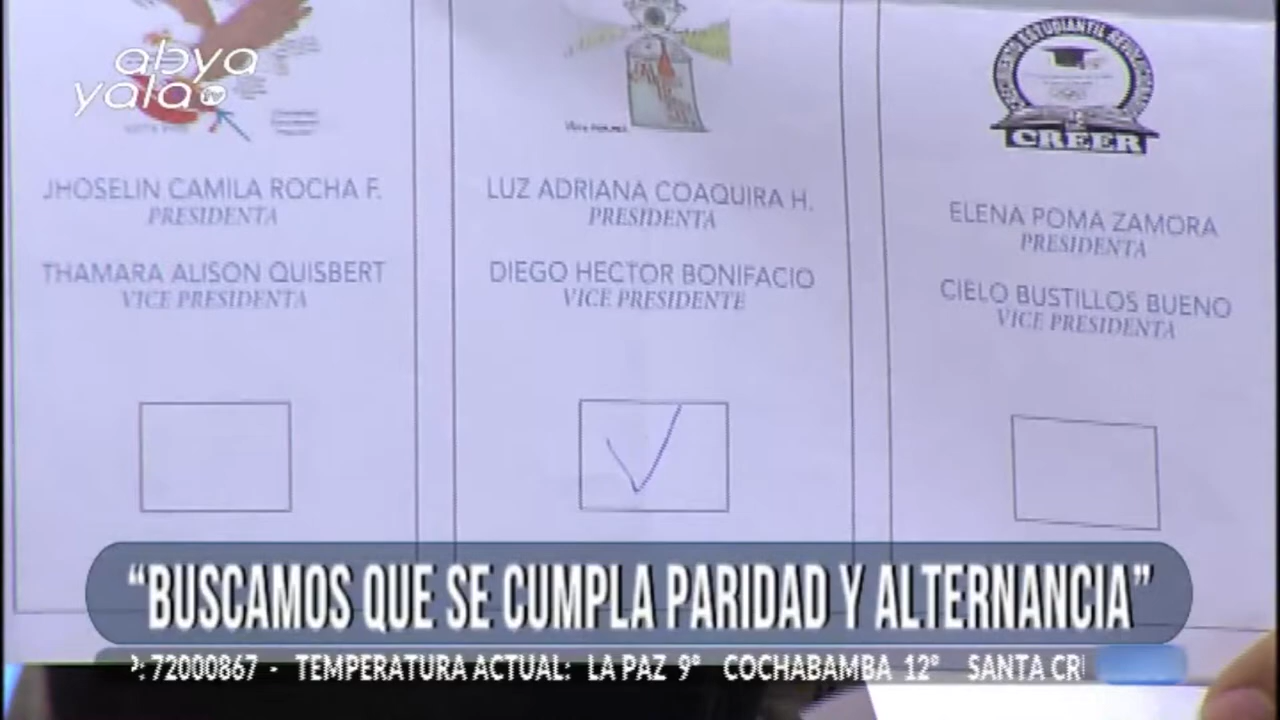 abya
yala
JHOSELIN CAMILA ROCHA F.
PRESIDENTA
THAMARA ALISON QUISBERT
VICE PRESIDENTA
LUZ ADRIANA COAQUIRA H.
PRESIDENTA
DIEGO HECTOR BONIFACIO
VICE PRESIDENTE
CREER
ELENA POMA ZAMORA
PRESIDENTA
CIELO BUSTILLOS BUENO
VICE PRESIDENTA
“BUSCAMOS QUE SE CUMPLA PARIDAD Y ALTERNANCIA”
: 72000867 - TEMPERATURA ACTUAL: LA PAZ 9° COCHABAMBA 12° SANTA CR